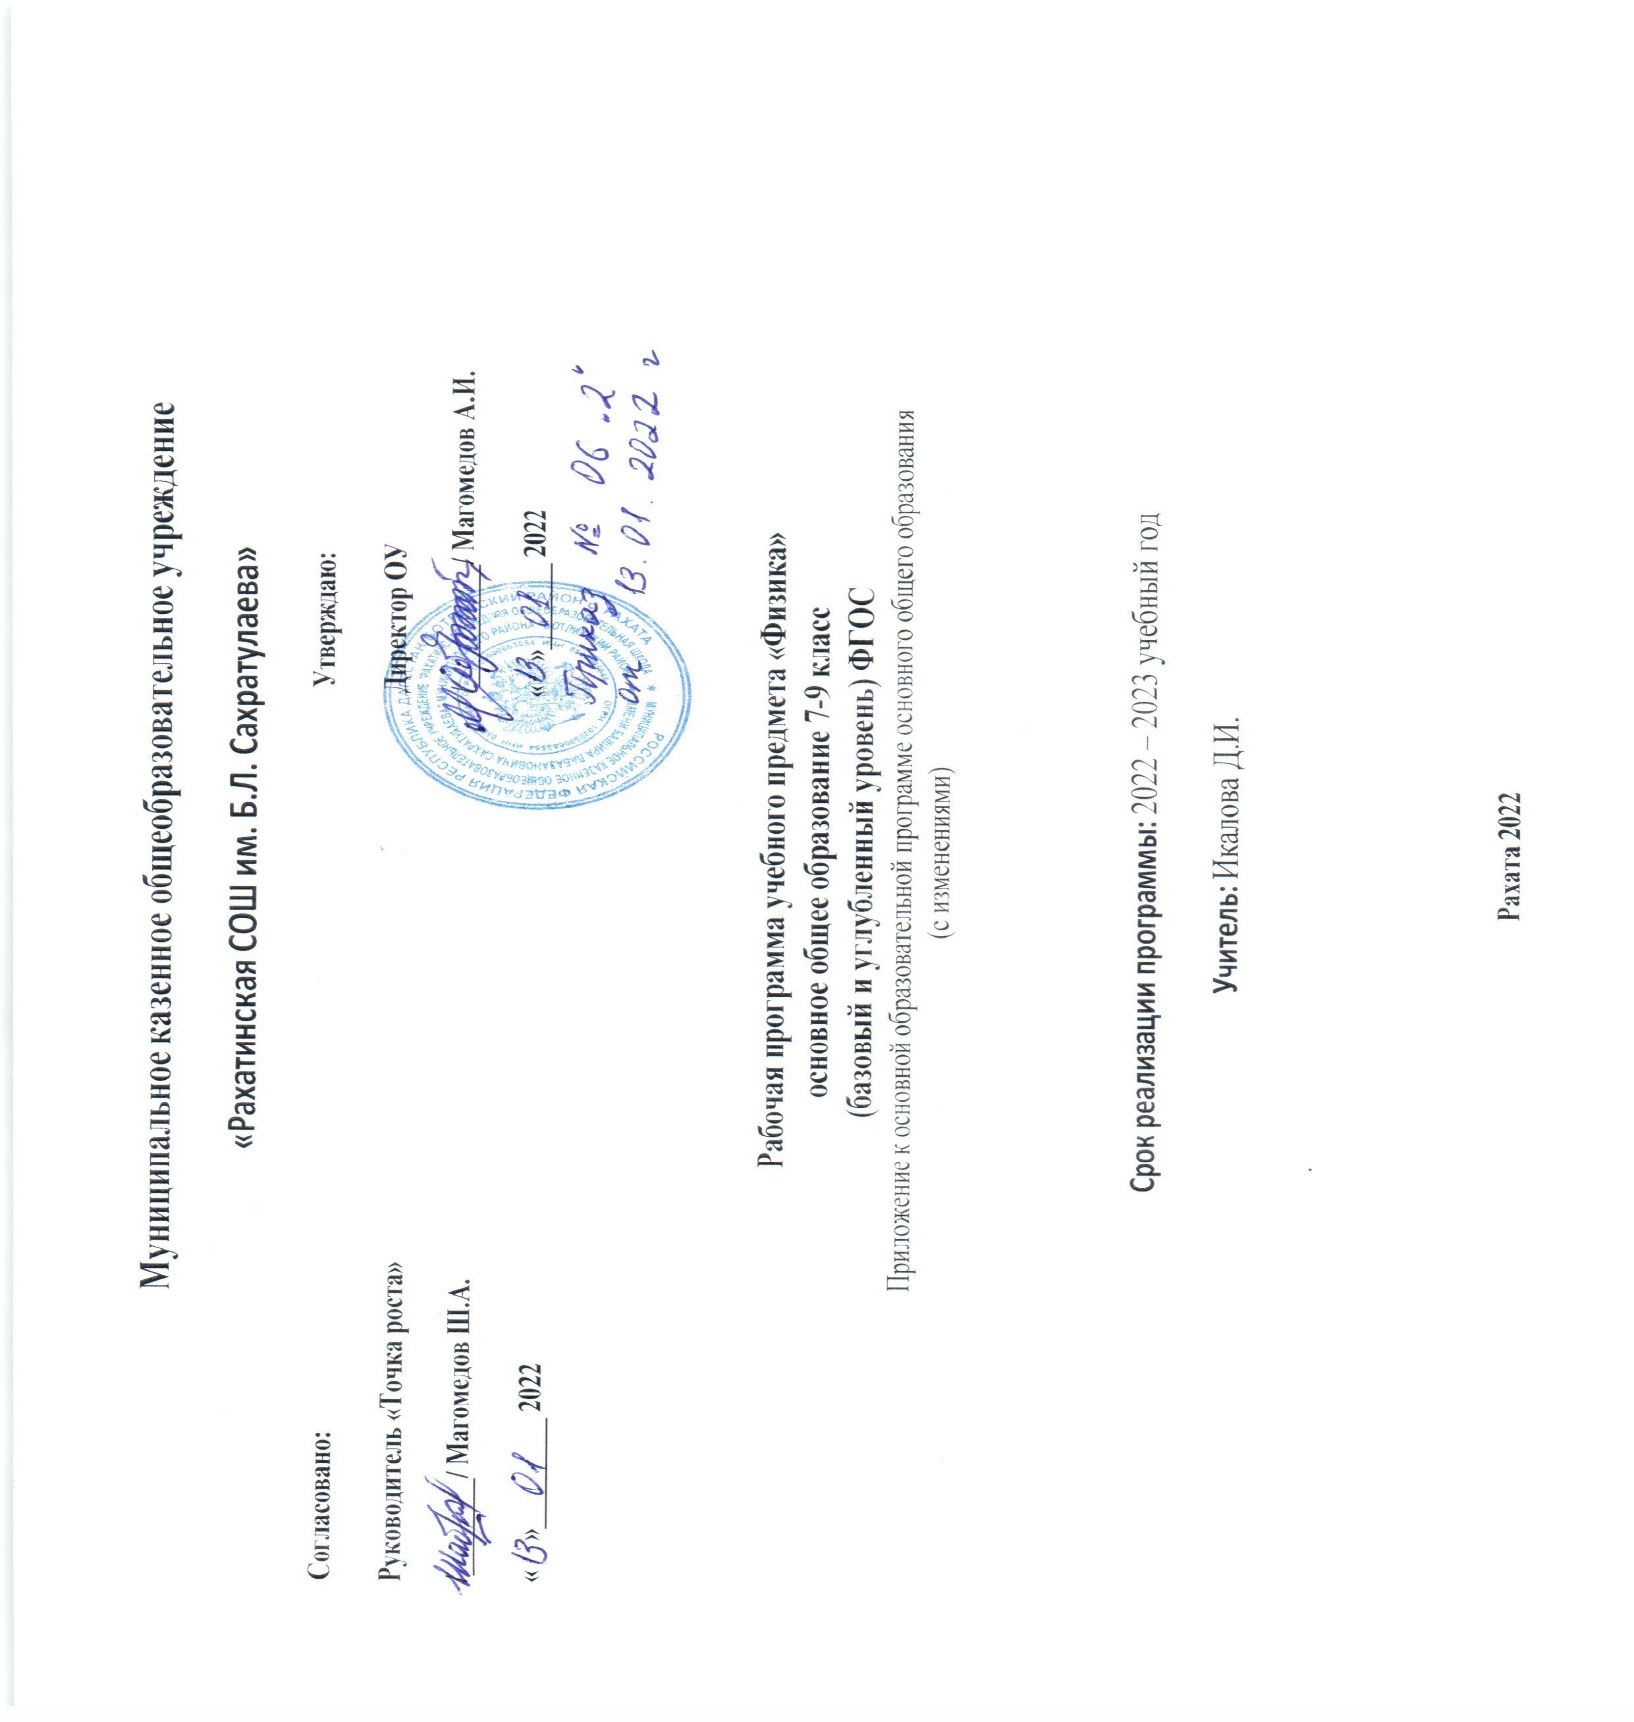 Муниципальное казенное общеобразовательное учреждение
«Рахатинская СОШ им. Б.Л. Сахратулаева»
Согласовано:
Утверждаю:
Руководитель «Точка роста»
Директор ОУ
/ Магомедов Ш.А.
/ Магомедов А.И.
«13» 01 2022
«13» 01 2022
Приказ № 06 "2"
от 13.01.2022 г
РОССИЙСКАЯ ФЕДЕРАЦИЯ РЕСПУБЛИКА
Рабочая программа учебного предмета «Физика»
основное общее образование 7-9 класс
(базовый и углубленный уровень) ФГОС
Приложение к основной образовательной программе основного общего образования
(с изменениями)
Срок реализации программы: 2022 – 2023 учебный год
Учитель: Икалова Д.И.
Рахата 2022